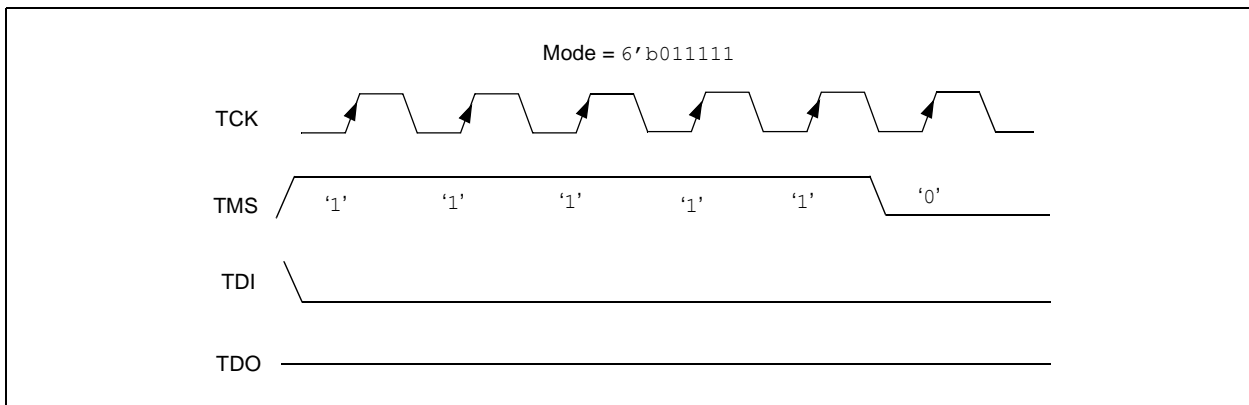 Mode = 6′b011111
TCK
TMS ‘1’ ‘1’ ‘1’ ‘1’ ‘1’ ‘0’
TDI
TDO